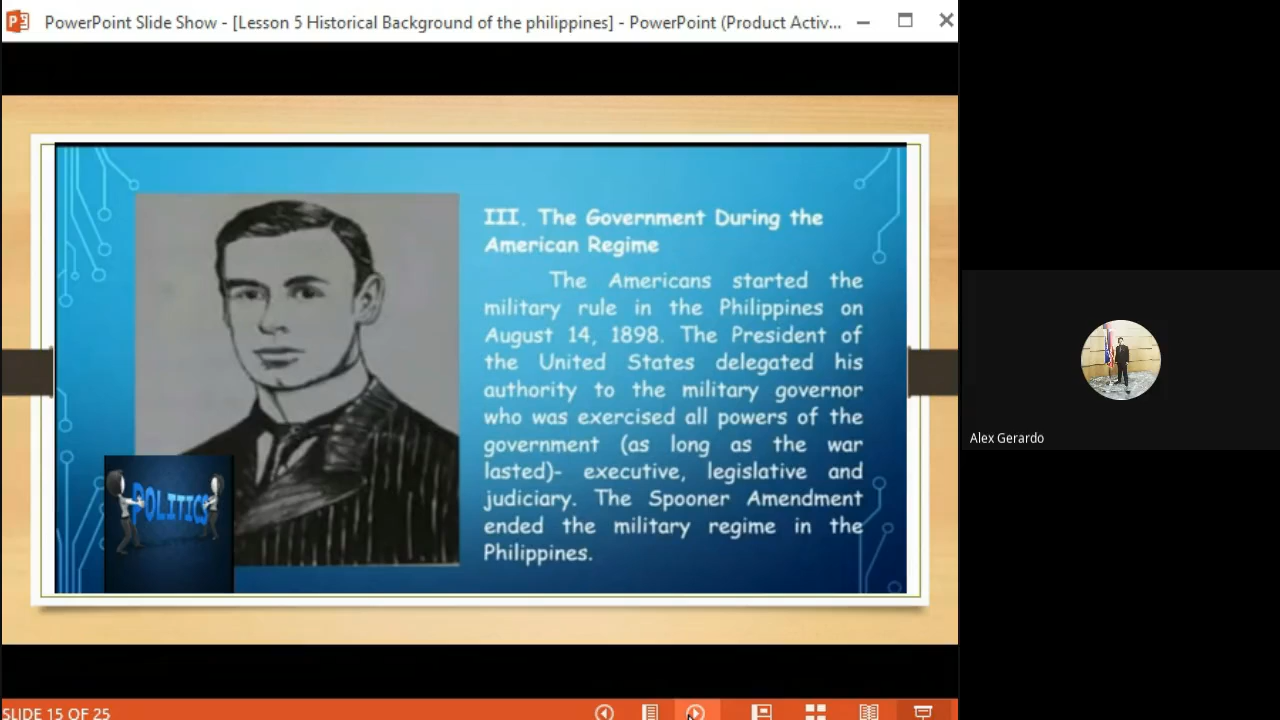 PowerPoint Slide Show - [Lesson 5 Historical Background of the philippines] - PowerPoint (Product Activ...
III. The Government During the
American Regime
The Americans started the
military rule in the Philippines on
August 14, 1898. The President of
the United States delegated his
authority to the military governor
who was exercised all powers of the
government (as long as the war
lasted)- executive, legislative and
judiciary. The Spooner Amendment
ended the military regime in the
Philippines.
POLITICS
Alex Gerardo
SLIDE 15 OF 25